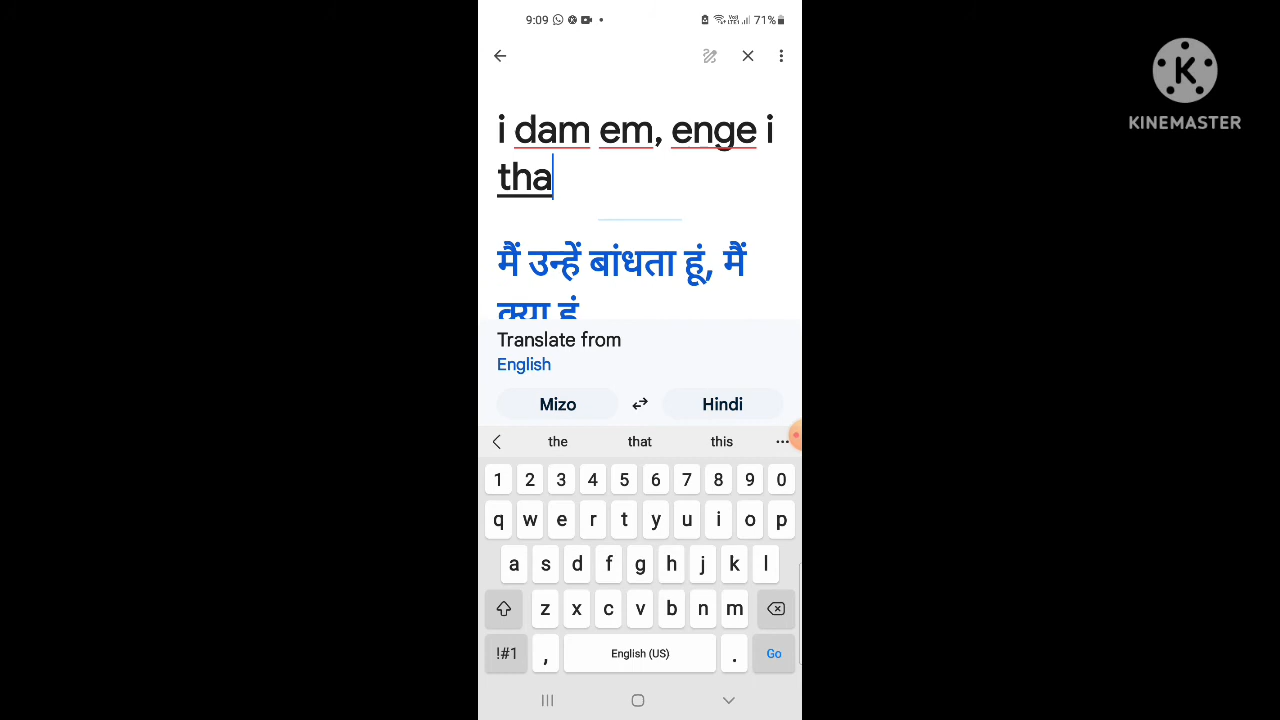 9:09 71%
KINEMASTER
i dam em, enge i
tha
मैं उन्हें बांधता हूं, मैं
क्या हूं
Translate from
English
Mizo Hindi
the that this
1 2 3 4 5 6 7 8 9 0
q w e r t y u i o p
a s d f g h j k l
z x c v b n m
!#1 , English (US) . Go